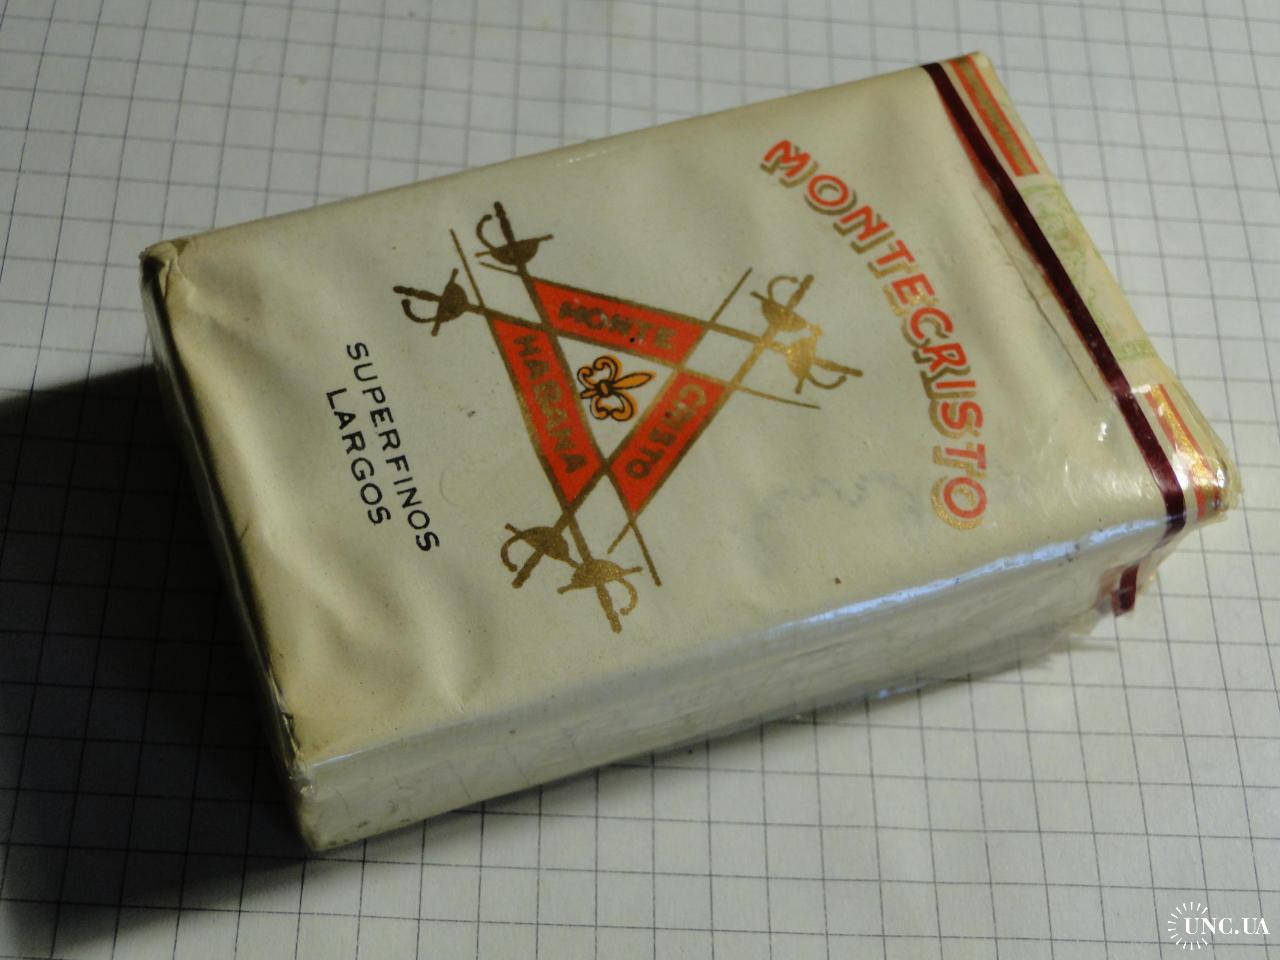 MONTECRISTO
MONTE
CRISTO
HABANA
SUPERFINOS
LARGOS
UNC.UA